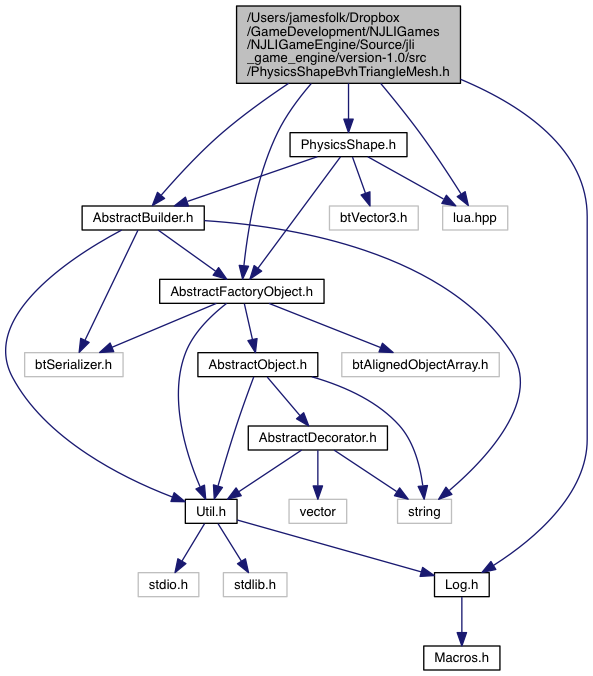 /Users/jamesfolk/Dropbox
/GameDevelopment/NJLIGames
/NJLIGameEngine/Source/jli
_game_engine/version-1.0/src
/PhysicsShapeBvhTriangleMesh.h
PhysicsShape.h
AbstractBuilder.h
btVector3.h
lua.hpp
AbstractFactoryObject.h
btSerializer.h
AbstractObject.h
btAlignedObjectArray.h
AbstractDecorator.h
Util.h
vector
string
stdio.h
stdlib.h
Log.h
Macros.h